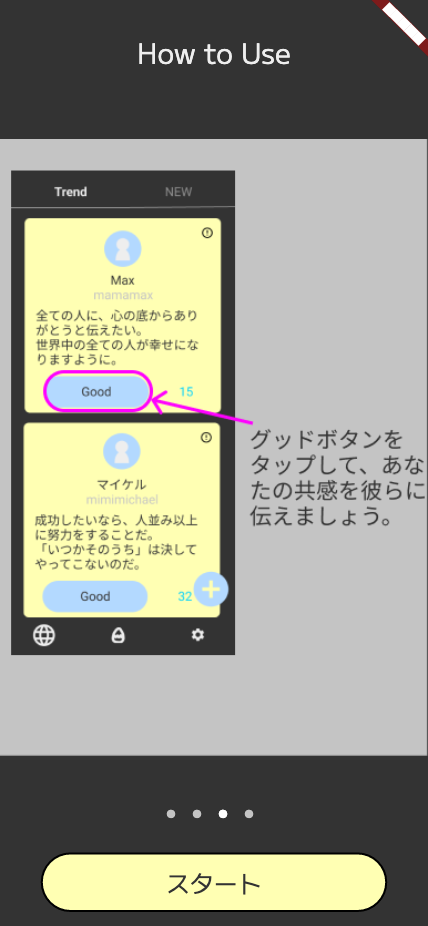 How to Use
Trend
NEW
Max
mamamax
全ての人に、心の底からあり
がとうと伝えたい。
世界中の全ての人が幸せにな
りますように。
Good
15
グッドボタンを
タップして、あな
たの共感を彼らに
伝えましょう。
マイケル
mimimichael
成功したいなら、人並み以上
に努力をすることだ。
「いつかそのうち」は決して
やってこないのだ。
Good
32
スタート